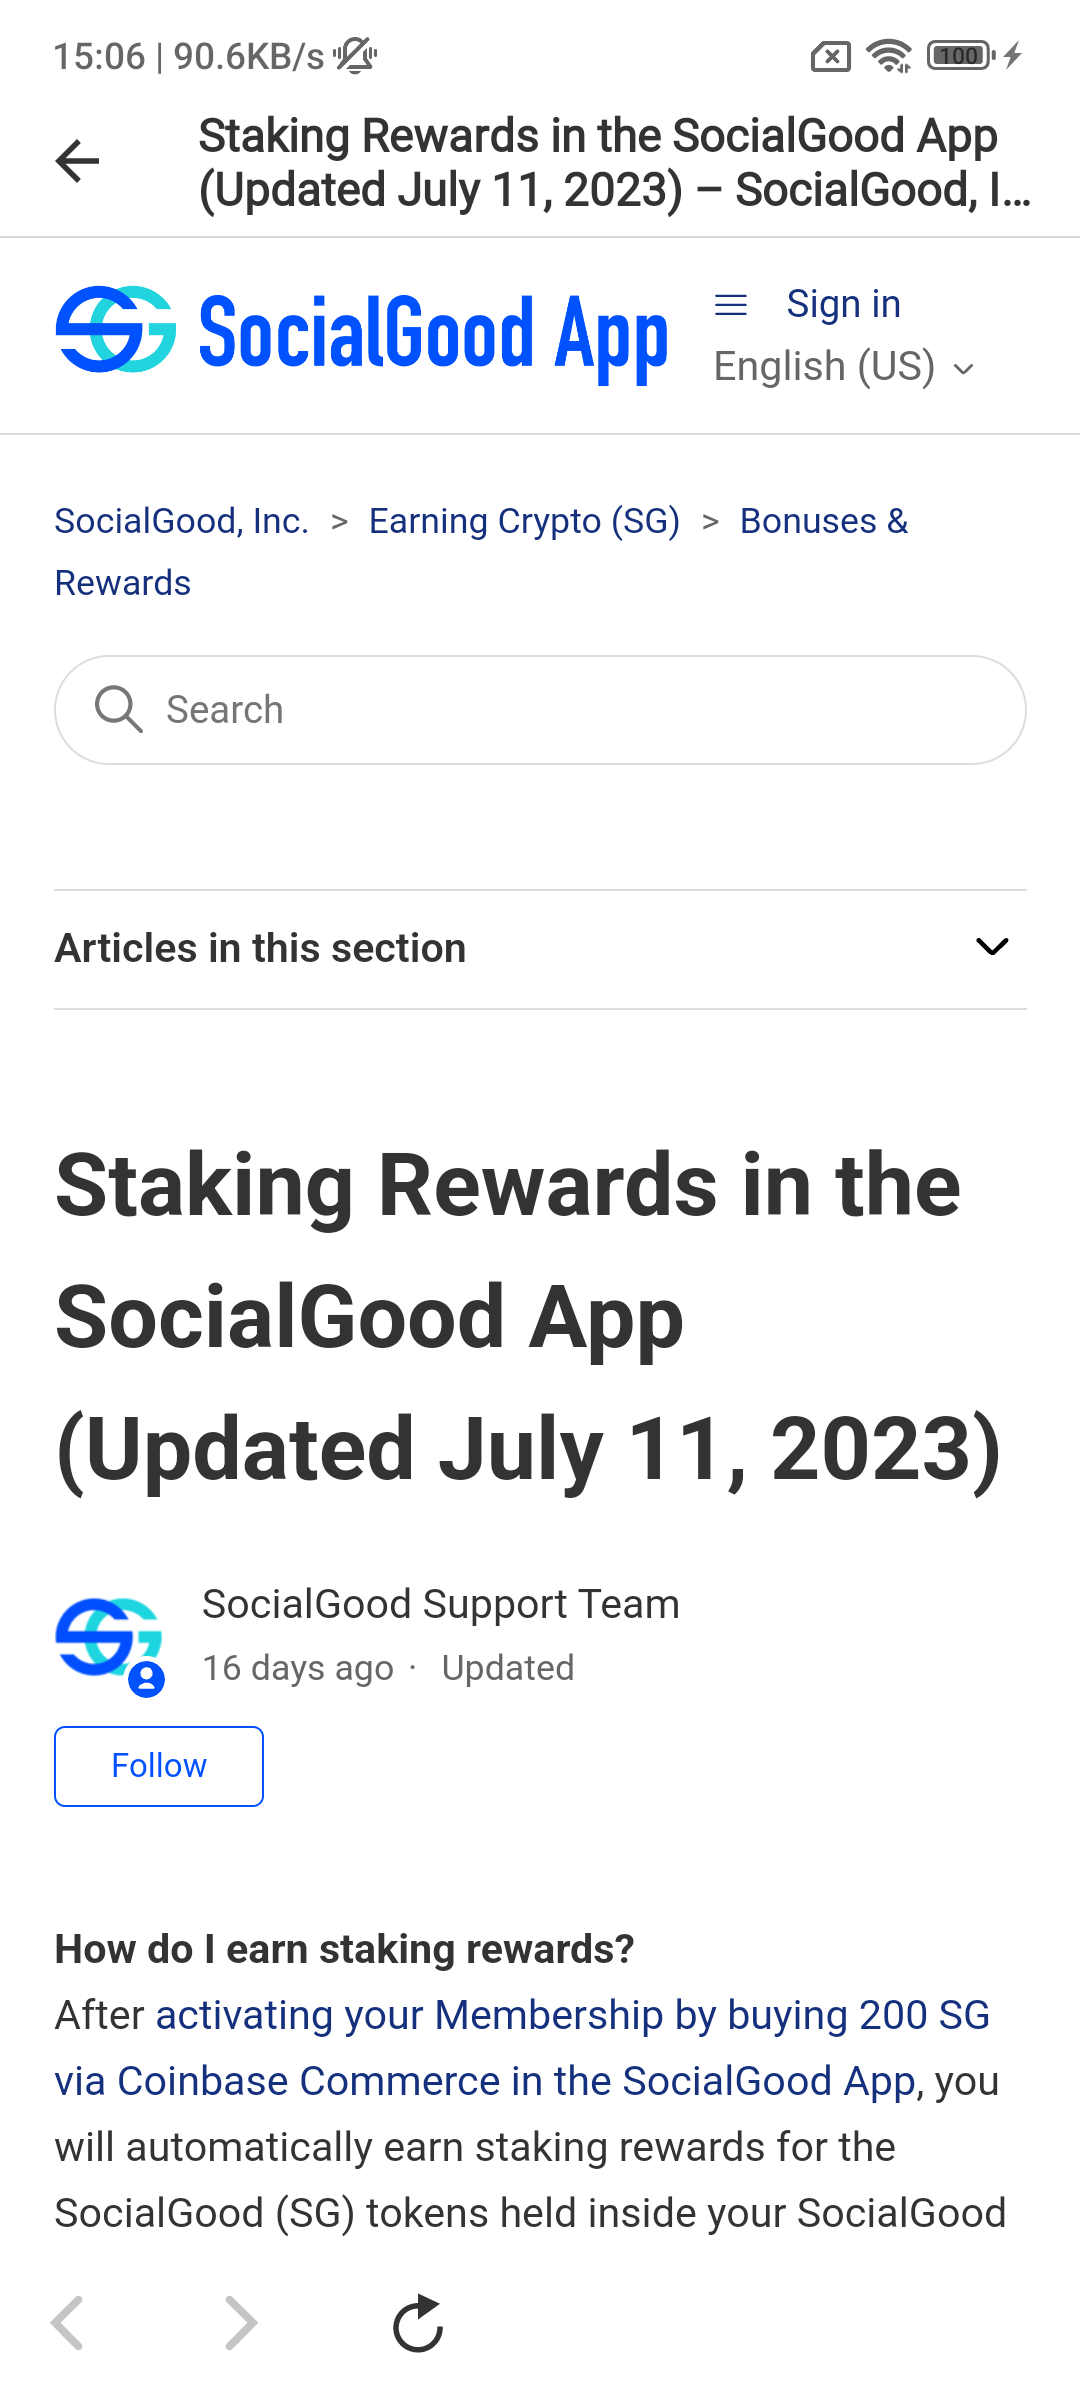 15:06 | 90.6KB/s
100
Staking Rewards in the SocialGood App
(Updated July 11, 2023) – SocialGood, I...
SocialGood App
Sign in
English (US)
SocialGood, Inc. > Earning Crypto (SG) > Bonuses &
Rewards
Search
Articles in this section
Staking Rewards in the
SocialGood App
(Updated July 11, 2023)
SocialGood Support Team
16 days ago · Updated
Follow
How do I earn staking rewards?
After activating your Membership by buying 200 SG
via Coinbase Commerce in the SocialGood App, you
will automatically earn staking rewards for the
SocialGood (SG) tokens held inside your SocialGood